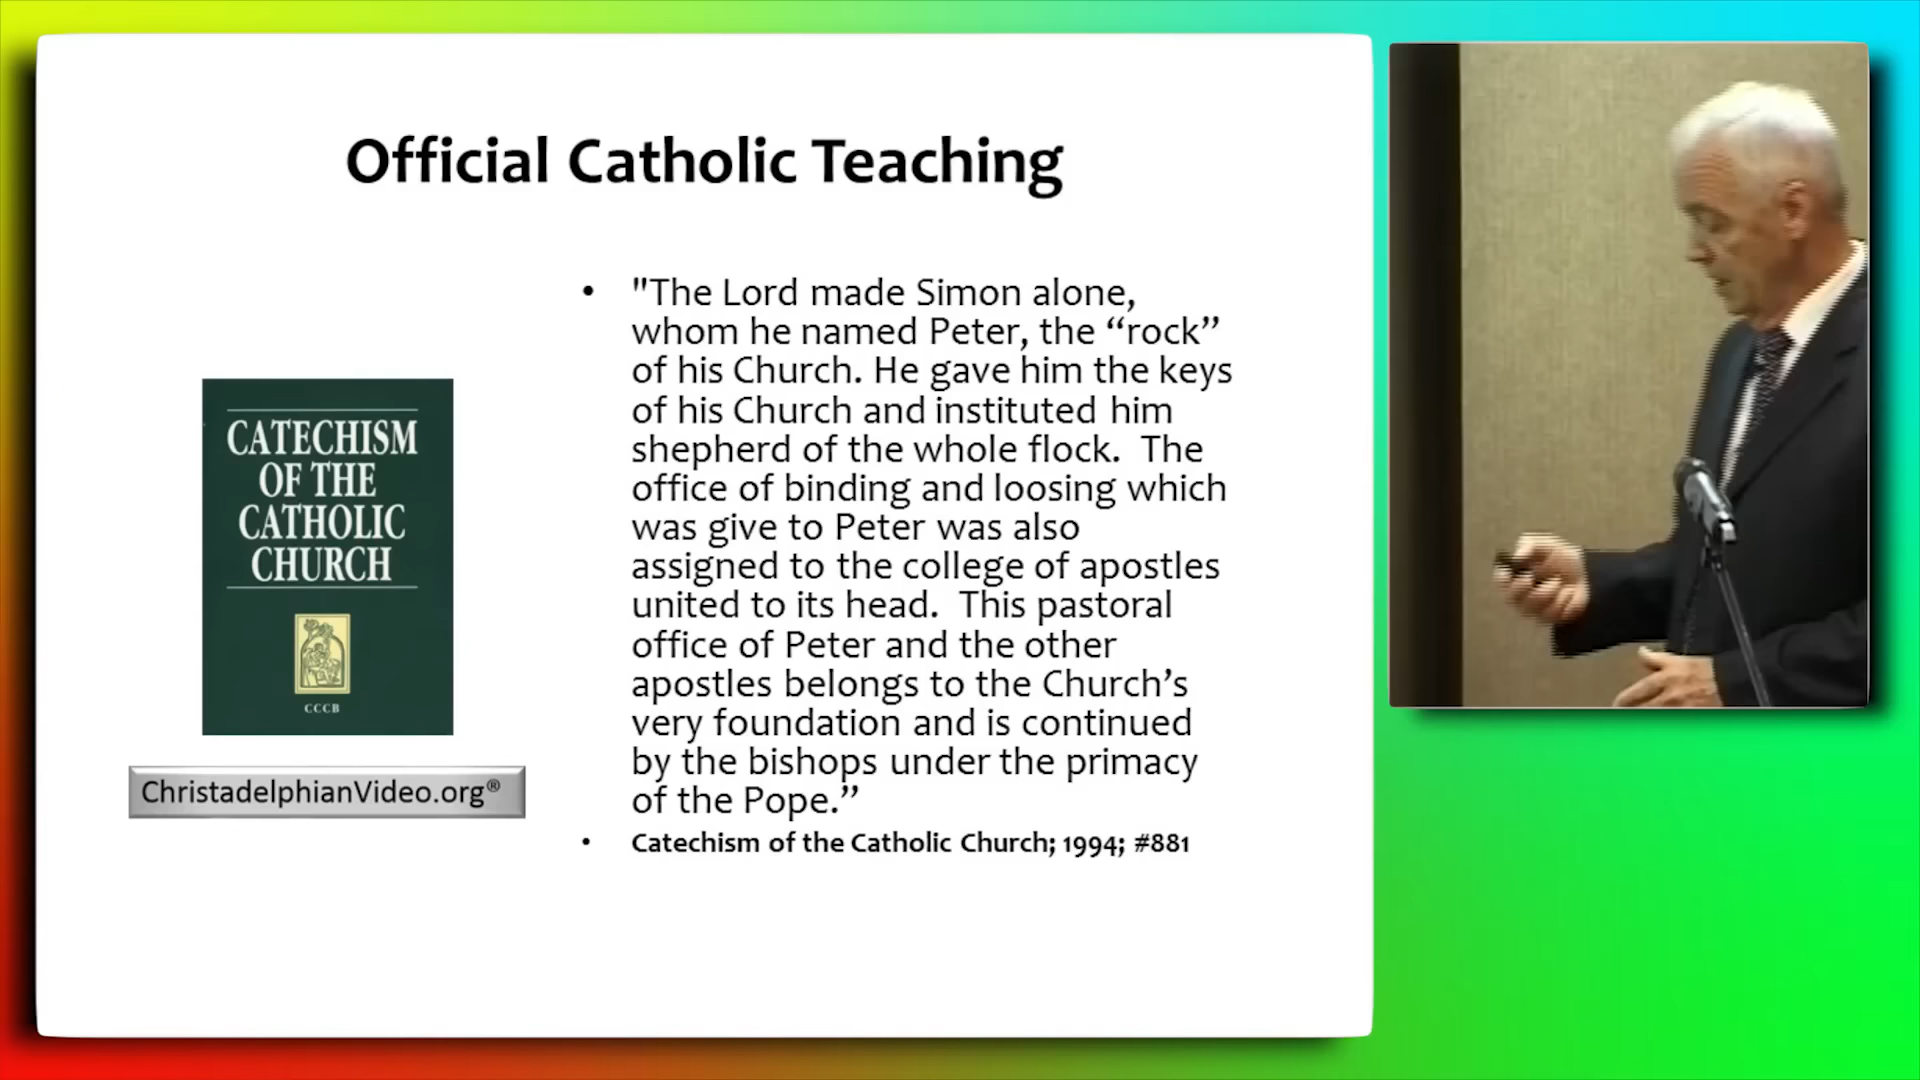 Official Catholic Teaching
CATECHISM
OF THE
CATHOLIC
CHURCH
CCCB
ChristadelphianVideo.org®
• "The Lord made Simon alone,
whom he named Peter, the “rock”
of his Church. He gave him the keys
of his Church and instituted him
shepherd of the whole flock.  The
office of binding and loosing which
was give to Peter was also
assigned to the college of apostles
united to its head.  This pastoral
office of Peter and the other
apostles belongs to the Church’s
very foundation and is continued
by the bishops under the primacy
of the Pope.”
• Catechism of the Catholic Church; 1994; #881